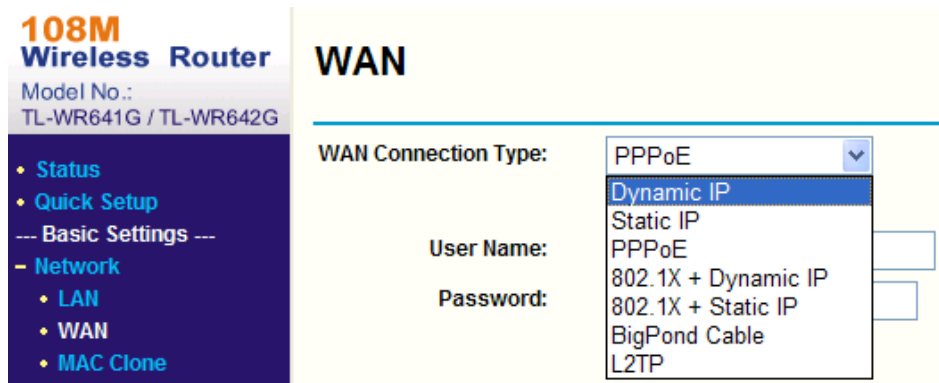 108M
Wireless Router
Model No.:
TL-WR641G / TL-WR642G
• Status
• Quick Setup
--- Basic Settings ---
– Network
• LAN
• WAN
• MAC Clone
WAN
WAN Connection Type:
PPPoE
Dynamic IP
Static IP
PPPoE
802.1X + Dynamic IP
802.1X + Static IP
BigPond Cable
L2TP
User Name:
Password: